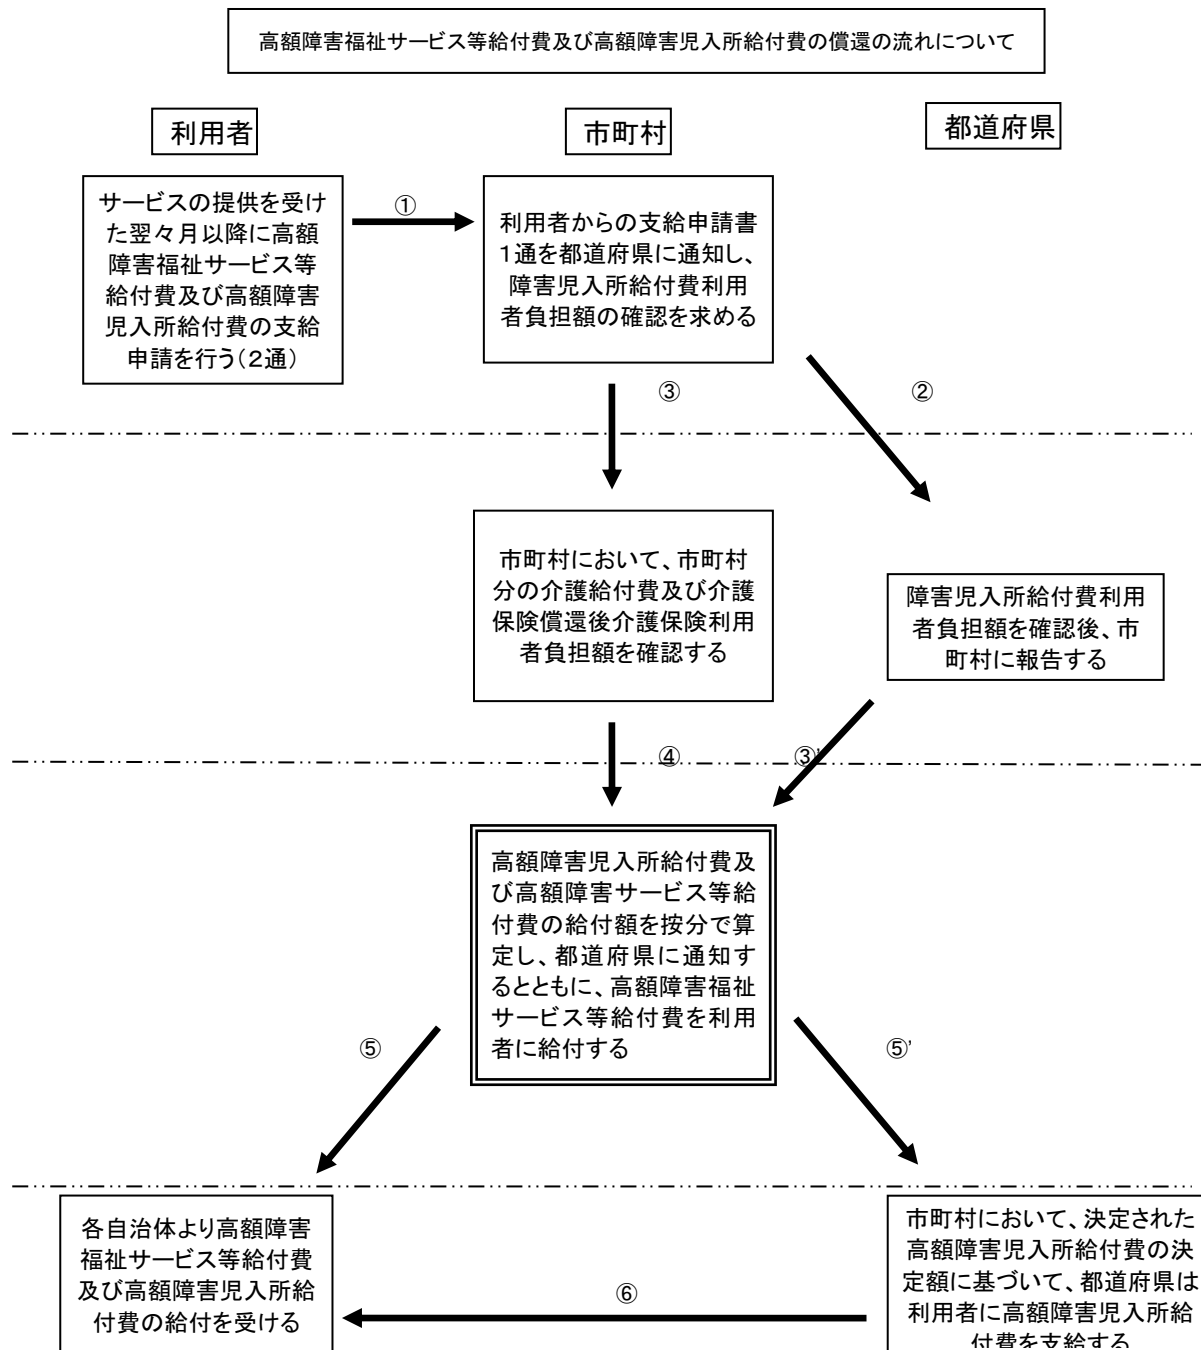 高額障害福祉サービス等給付費及び高額障害児入所給付費の償還の流れについて
利用者
市町村
都道府県
サービスの提供を受け
た翌々月以降に高額
障害福祉サービス等
給付費及び高額障害
児入所給付費の支給
申請を行う(2通)
①
利用者からの支給申請書
1通を都道府県に通知し、
障害児入所給付費利用
者負担額の確認を求める
③
②
市町村において、市町村
分の介護給付費及び介護
保険償還後介護保険利用
者負担額を確認する
障害児入所給付費利用
者負担額を確認後、市
町村に報告する
④
③'
高額障害児入所給付費及
び高額障害サービス等給
付費の給付額を按分で算
定し、都道府県に通知す
るとともに、高額障害福祉
サービス等給付費を利用
者に給付する
⑤
⑤'
各自治体より高額障害
福祉サービス等給付費
及び高額障害児入所給
付費の給付を受ける
⑥
市町村において、決定された
高額障害児入所給付費の決
定額に基づいて、都道府県は
利用者に高額障害児入所給
付費を支給する